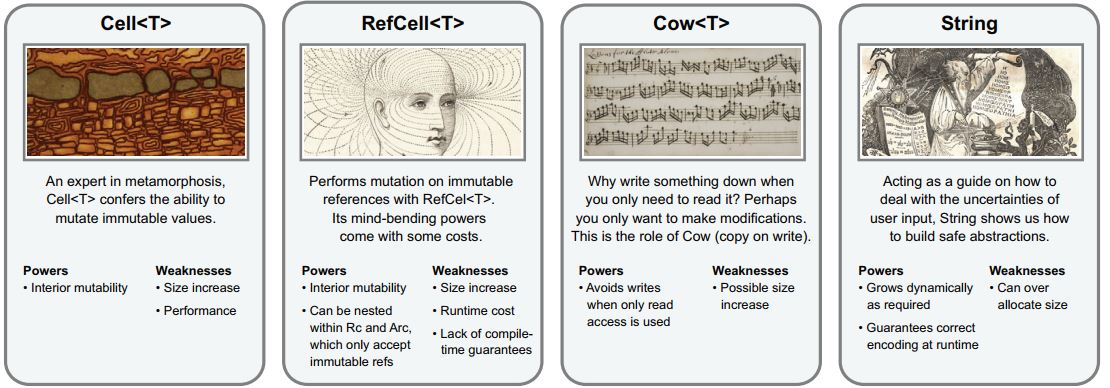 Cell<T>
An expert in metamorphosis,
Cell<T> confers the ability to
mutate immutable values.
Powers
• Interior mutability
Weaknesses
• Size increase
• Performance
RefCell<T>
Performs mutation on immutable
references with RefCel<T>.
Its mind-bending powers
come with some costs.
Powers
• Interior mutability
• Can be nested
within Rc and Arc,
which only accept
immutable refs
Weaknesses
• Size increase
• Runtime cost
• Lack of compile-
time guarantees
Cow<T>
Why write something down when
you only need to read it? Perhaps
you only want to make modifications.
This is the role of Cow (copy on write).
Powers
• Avoids writes
when only read
access is used
Weaknesses
• Possible size
increase
String
Acting as a guide on how to
deal with the uncertainties of
user input, String shows us how
to build safe abstractions.
Powers
• Grows dynamically
as required
• Guarantees correct
encoding at runtime
Weaknesses
• Can over
allocate size